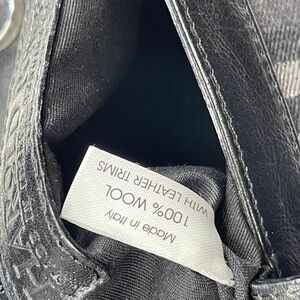 Made in Italy
100% WOOL
WITH LEATHER TRIMS